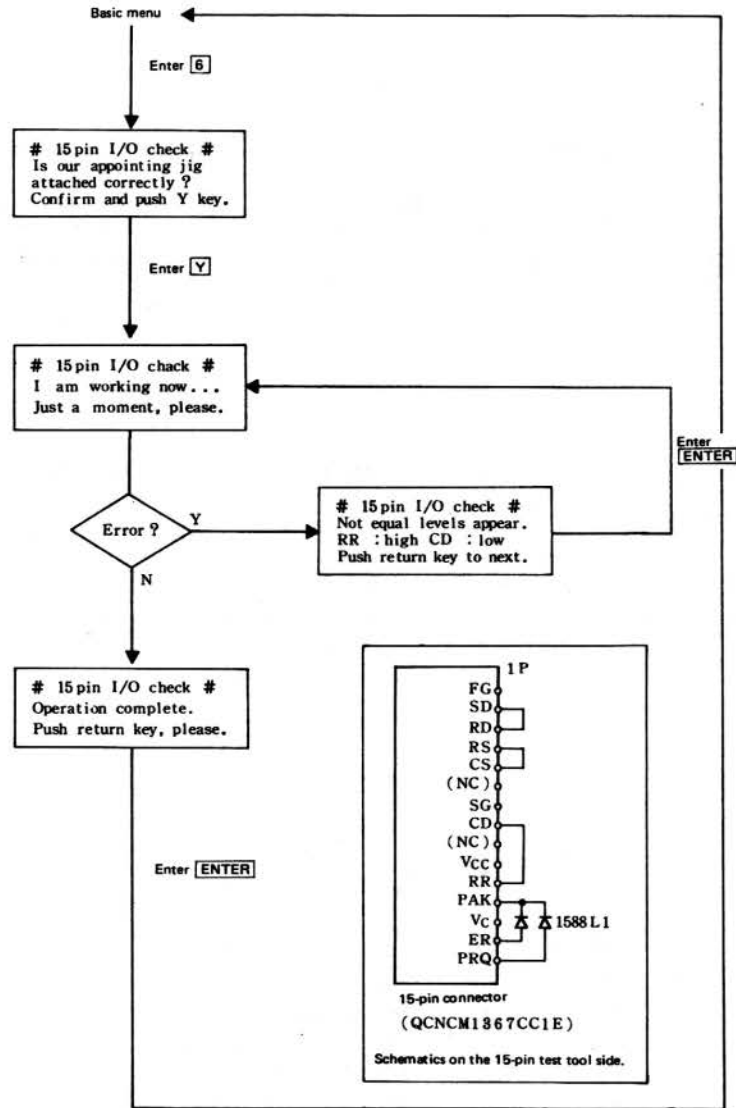 Basic menu
Enter 6
# 15pin I/O check #
Is our appointing jig
attached correctly ?
Confirm and push Y key.
Enter Y
# 15pin I/O chack #
I am working now...
Just a moment, please.
Enter
ENTER
Error ?
Y
N
# 15pin I/O check #
Not equal levels appear.
RR :high CD :low
Push return key to next.
# 15pin I/O check #
Operation complete.
Push return key, please.
Enter ENTER
1P
FG
SD
RD
RS
CS
(NC)
SG
CD
(NC)
VCC
RR
PAK
VC
ER
PRQ
1588L1
15-pin connector
(QCNCM1367CC1E)
Schematics on the 15-pin test tool side.